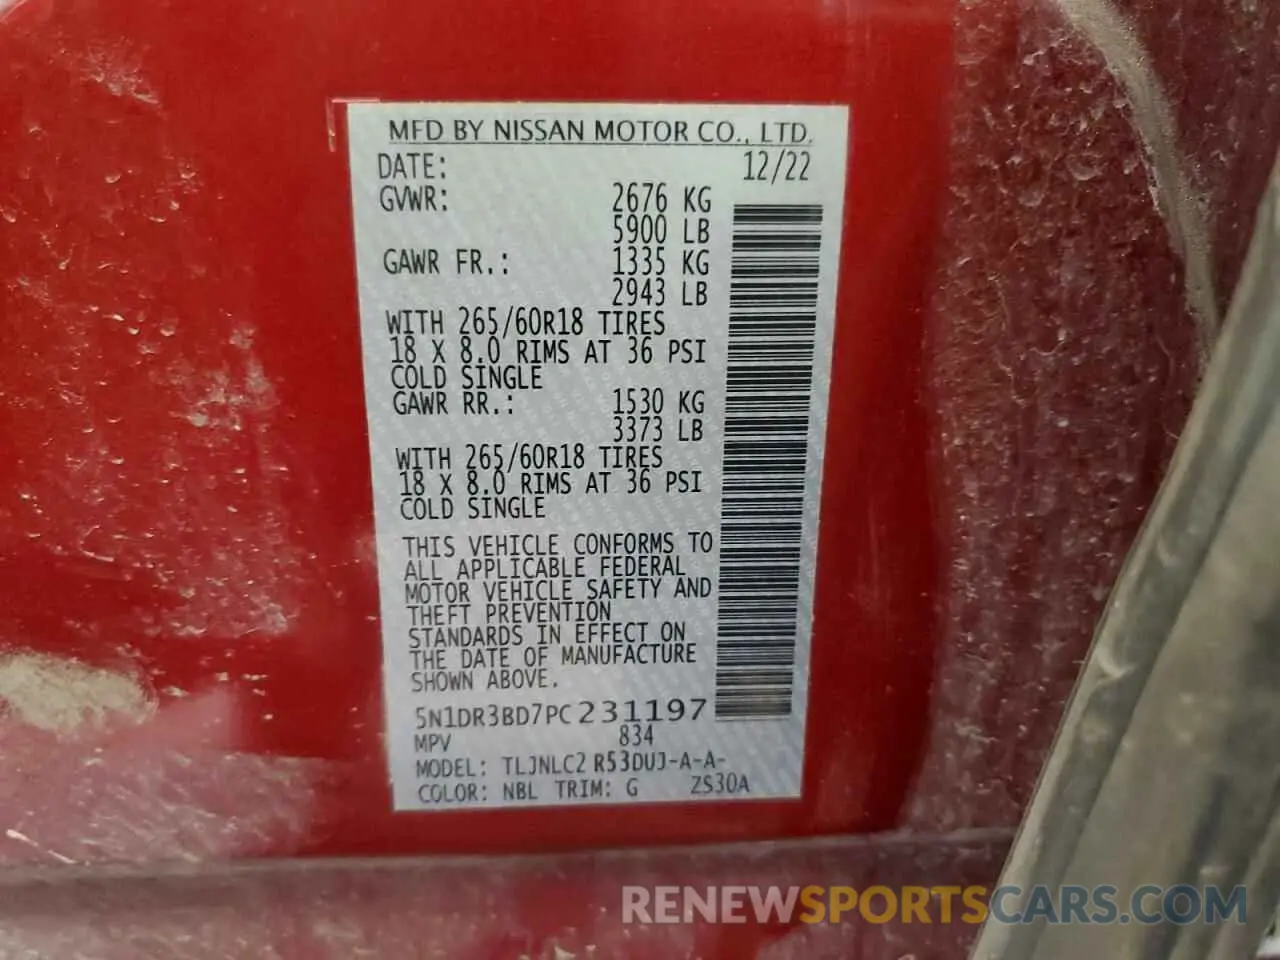 MFD BY NISSAN MOTOR CO., LTD.
DATE: 12/22
GVWR: 2676 KG
5900 LB
GAWR FR.: 1335 KG
2943 LB
WITH 265/60R18 TIRES
18 X 8.0 RIMS AT 36 PSI
COLD SINGLE
GAWR RR.: 1530 KG
3373 LB
WITH 265/60R18 TIRES
18 X 8.0 RIMS AT 36 PSI
COLD SINGLE
THIS VEHICLE CONFORMS TO
ALL APPLICABLE FEDERAL
MOTOR VEHICLE SAFETY AND
THEFT PREVENTION
STANDARDS IN EFFECT ON
THE DATE OF MANUFACTURE
SHOWN ABOVE.
5N1DR3BD7PC231197
MPV 834
MODEL: TLJNLC2 R53DUJ-A-A-
COLOR: NBL TRIM: G ZS30A
RENEWSPORTSCARS.COM